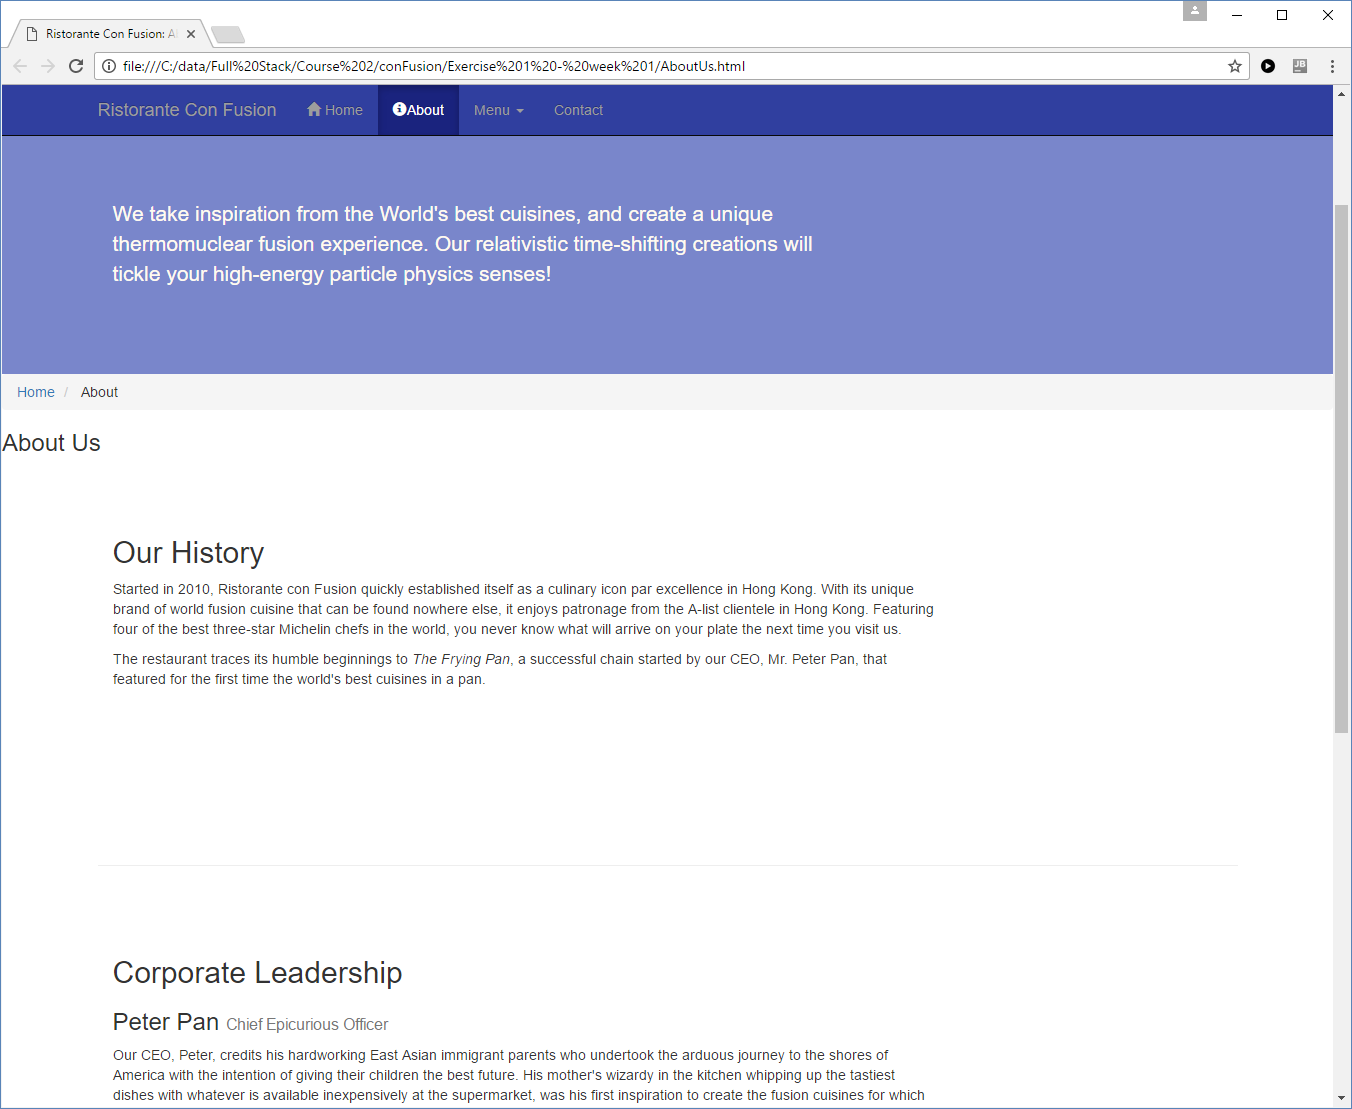 Ristorante Con Fusion: A
file:///C:/data/Full%20Stack/Course%202/conFusion/Exercise%201%20-%20week%201/AboutUs.html
JB
Ristorante Con Fusion Home About Menu Contact
We take inspiration from the World's best cuisines, and create a unique
thermomuclear fusion experience. Our relativistic time-shifting creations will
tickle your high-energy particle physics senses!
Home / About
About Us
Our History
Started in 2010, Ristorante con Fusion quickly established itself as a culinary icon par excellence in Hong Kong. With its unique
brand of world fusion cuisine that can be found nowhere else, it enjoys patronage from the A-list clientele in Hong Kong. Featuring
four of the best three-star Michelin chefs in the world, you never know what will arrive on your plate the next time you visit us.
The restaurant traces its humble beginnings to The Frying Pan, a successful chain started by our CEO, Mr. Peter Pan, that
featured for the first time the world's best cuisines in a pan.
Corporate Leadership
Peter Pan Chief Epicurious Officer
Our CEO, Peter, credits his hardworking East Asian immigrant parents who undertook the arduous journey to the shores of
America with the intention of giving their children the best future. His mother's wizardy in the kitchen whipping up the tastiest
dishes with whatever is available inexpensively at the supermarket, was his first inspiration to create the fusion cuisines for which